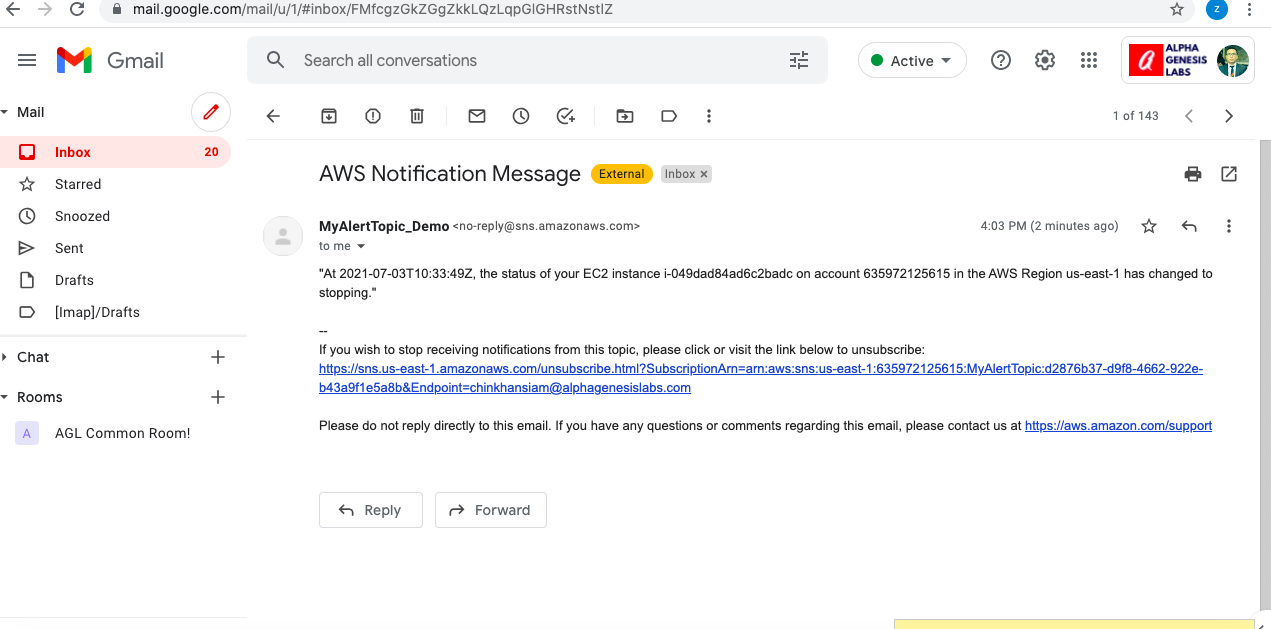 mail.google.com/mail/u/1/#inbox/FMfcgzGkZGgZkkLQzLqpGlGHRstNstlZ
z
Gmail
Search all conversations
Active
ALPHA
GENESIS
LABS
Mail
1 of 143
Inbox
20
AWS Notification Message
External
Inbox ×
Starred
Snoozed
MyAlertTopic_Demo <no-reply@sns.amazonaws.com>
4:03 PM (2 minutes ago)
to me
Sent
Drafts
[Imap]/Drafts
"At 2021-07-03T10:33:49Z, the status of your EC2 instance i-049dad84ad6c2badc on account 635972125615 in the AWS Region us-east-1 has changed to
stopping."
--
If you wish to stop receiving notifications from this topic, please click or visit the link below to unsubscribe:
https://sns.us-east-1.amazonaws.com/unsubscribe.html?SubscriptionArn=arn:aws:sns:us-east-1:635972125615:MyAlertTopic:d2876b37-d9f8-4662-922e-
b43a9f1e5a8b&Endpoint=chinkhansiam@alphagenesislabs.com
Chat
Rooms
A
AGL Common Room!
Please do not reply directly to this email. If you have any questions or comments regarding this email, please contact us at https://aws.amazon.com/support
Reply
Forward